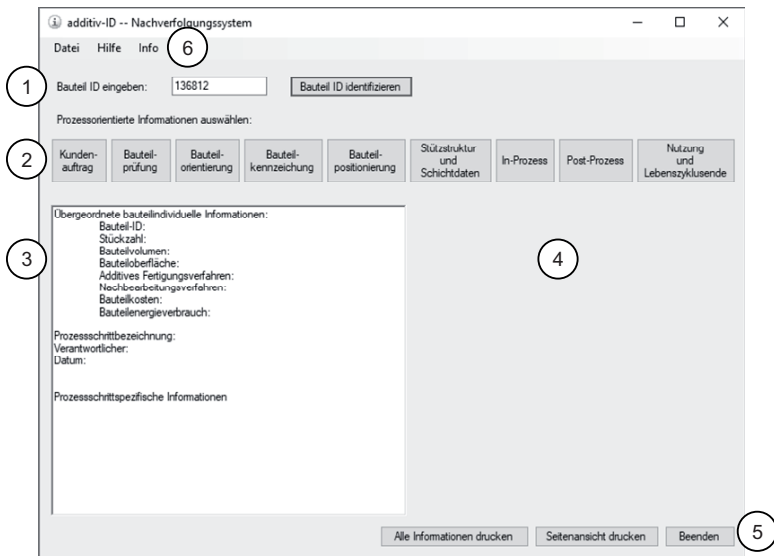 additiv-ID -- Nachverfolgungssystem
Datei Hilfe Info 6
1 Bauteil ID eingeben: 136812 Bauteil ID identifizieren
Prozessorientierte Informationen auswählen:
2
Kunden-
auftrag
Bauteil-
prüfung
Bauteil-
orientierung
Bauteil-
kennzeichung
Bauteil-
positionierung
Stützstruktur
und
Schichtdaten
In-Prozess
Post-Prozess
Nutzung
und
Lebenszyklusende
3
Übergeordnete bauteilindividuelle Informationen:
Bauteil-ID:
Stückzahl:
Bauteilvolumen:
Bauteiloberfläche:
Additives Fertigungsverfahren:
Nachbearbeitungsverfahren:
Bauteilkosten:
Bauteilenergieverbrauch:
Prozessschrittbezeichnung:
Verantwortlicher:
Datum:
Prozessschrittspezifische Informationen
4
Alle Informationen drucken Seitenansicht drucken Beenden 5